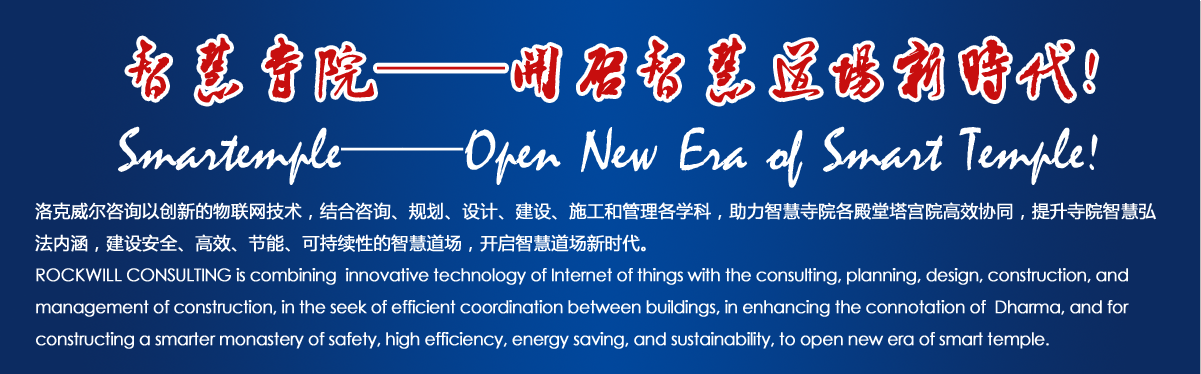 智慧寺院——開启智慧道場新時代!
Smartemple——Open New Era of Smart Temple!
洛克威尔咨询以创新的物联网技术，结合咨询、规划、设计、建设、施工和管理各学科，助力智慧寺院各殿堂塔宫院高效协同，提升寺院智慧弘
法内涵，建设安全、高效、节能、可持续性的智慧道场，开启智慧道场新时代。
ROCKWILL CONSULTING is combining innovative technology of Internet of things with the consulting, planning, design, construction, and
management of construction, in the seek of efficient coordination between buildings, in enhancing the connotation of Dharma, and for
constructing a smarter monastery of safety, high efficiency, energy saving, and sustainability, to open new era of smart temple.